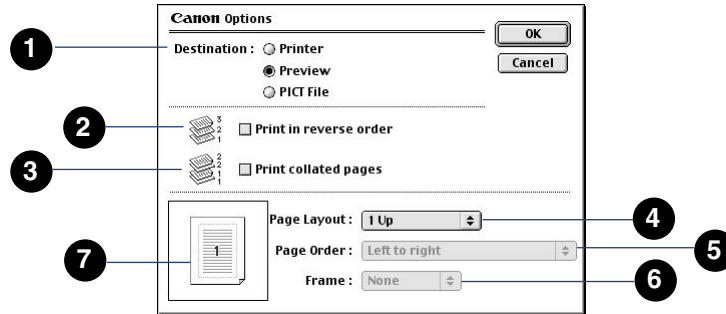 Canon Options
OK
1
Destination : Printer
Preview
Cancel
PICT File
2
3
2
1
Print in reverse order
3
2
2
1
1
Print collated pages
Page Layout : 1 Up
4
7
1
Page Order : Left to right
5
Frame : None
6